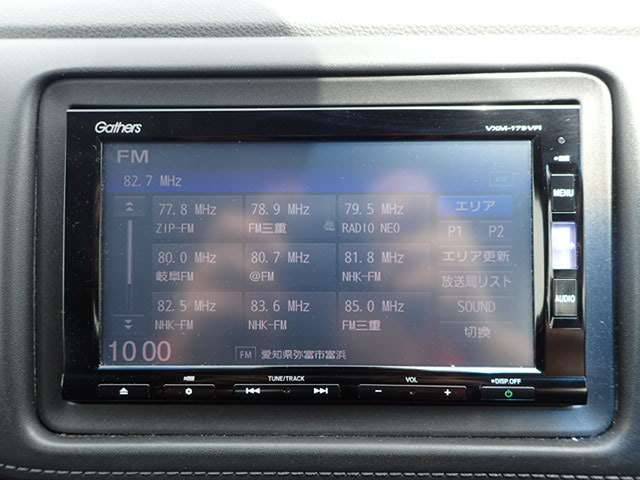 Gathers VXM-175VFi
FM
82.7 MHz
MENU
77.8 MHz 78.9 MHz 79.5 MHz エリア
ZIP-FM FM三重 RADIO NEO P1 P2
80.0 MHz 80.7 MHz 81.8 MHz エリア更新
岐阜FM @FM NHK-FM 放送局リスト
AUDIO
82.5 MHz 83.6 MHz 85.0 MHz SOUND
NHK-FM NHK-FM FM三重 切換
10:00 FM 愛知県弥富市富浜
TUNE/TRACK VOL DISP.OFF